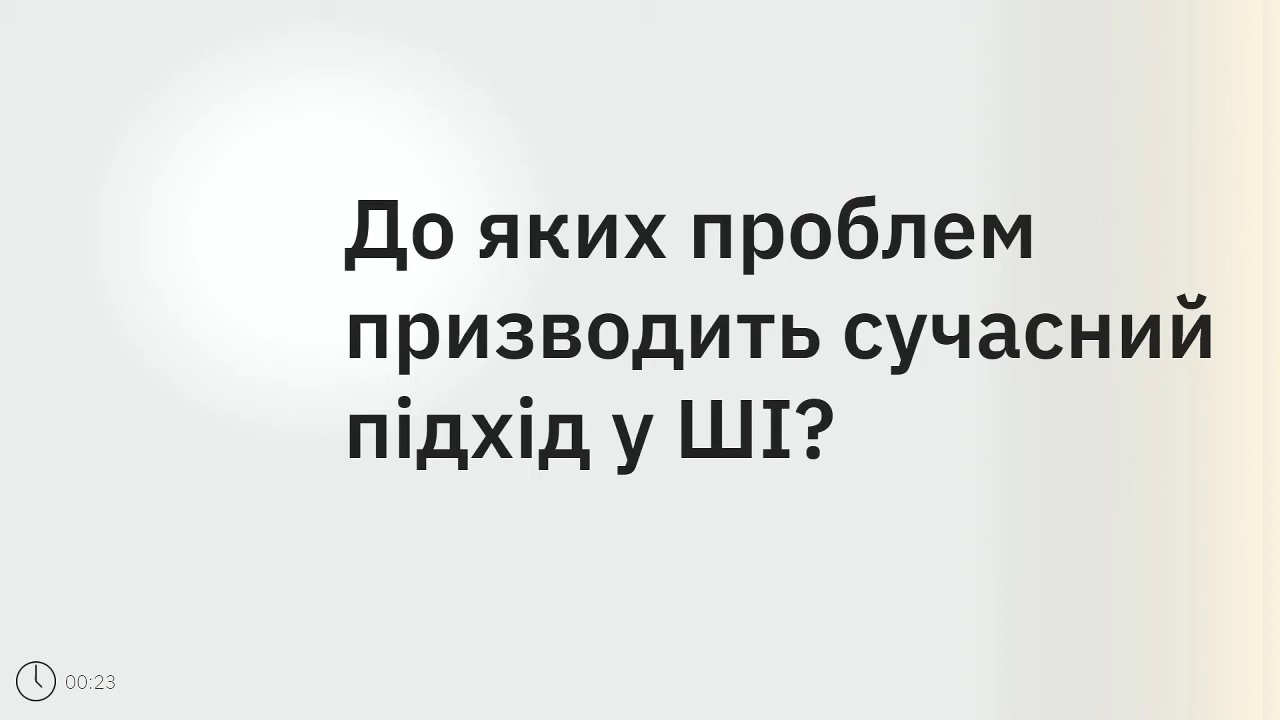 До яких проблем
призводить сучасний
підхід у ШІ?
00:23